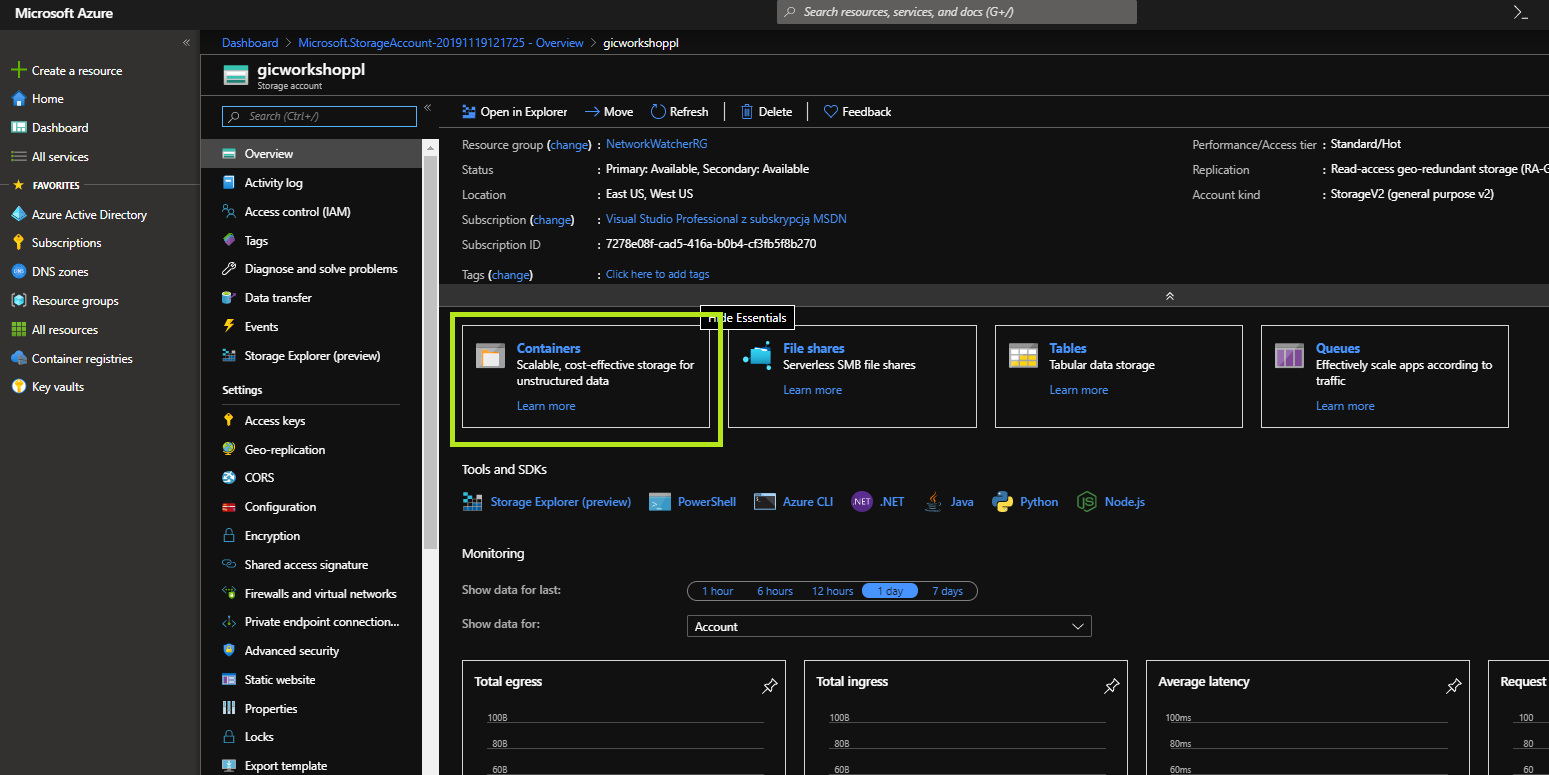 Microsoft Azure
Search resources, services, and docs (G+/)
Create a resource
Home
Dashboard
All services
FAVORITES
Azure Active Directory
Subscriptions
DNS zones
Resource groups
All resources
Container registries
Key vaults
Dashboard > Microsoft.StorageAccount-20191119121725 - Overview > gicworkshoppl
gicworkshoppl
Storage account
Search (Ctrl+/)
Overview
Activity log
Access control (IAM)
Tags
Diagnose and solve problems
Data transfer
Events
Storage Explorer (preview)
Settings
Access keys
Geo-replication
CORS
Configuration
Encryption
Shared access signature
Firewalls and virtual networks
Private endpoint connection...
Advanced security
Static website
Properties
Locks
Export template
Open in Explorer Move Refresh Delete Feedback
Resource group (change) : NetworkWatcherRG
Status : Primary: Available, Secondary: Available
Location : East US, West US
Subscription (change) : Visual Studio Professional z subskrypcją MSDN
Subscription ID : 7278e08f-cad5-416a-b0b4-cf3fb5f8b270
Tags (change) : Click here to add tags
Performance/Access tier : Standard/Hot
Replication : Read-access geo-redundant storage (RA-G
Account kind : StorageV2 (general purpose v2)
Hide Essentials
Containers
Scalable, cost-effective storage for
unstructured data
Learn more
File shares
Serverless SMB file shares
Learn more
Tables
Tabular data storage
Learn more
Queues
Effectively scale apps according to
traffic
Learn more
Tools and SDKs
Storage Explorer (preview) PowerShell Azure CLI NET .NET Java Python Node.js
Monitoring
Show data for last: 1 hour 6 hours 12 hours 1 day 7 days
Show data for: Account
Total egress
100B
80B
60B
Total ingress
100B
80B
60B
Average latency
100ms
80ms
60ms
Request
100
80
60